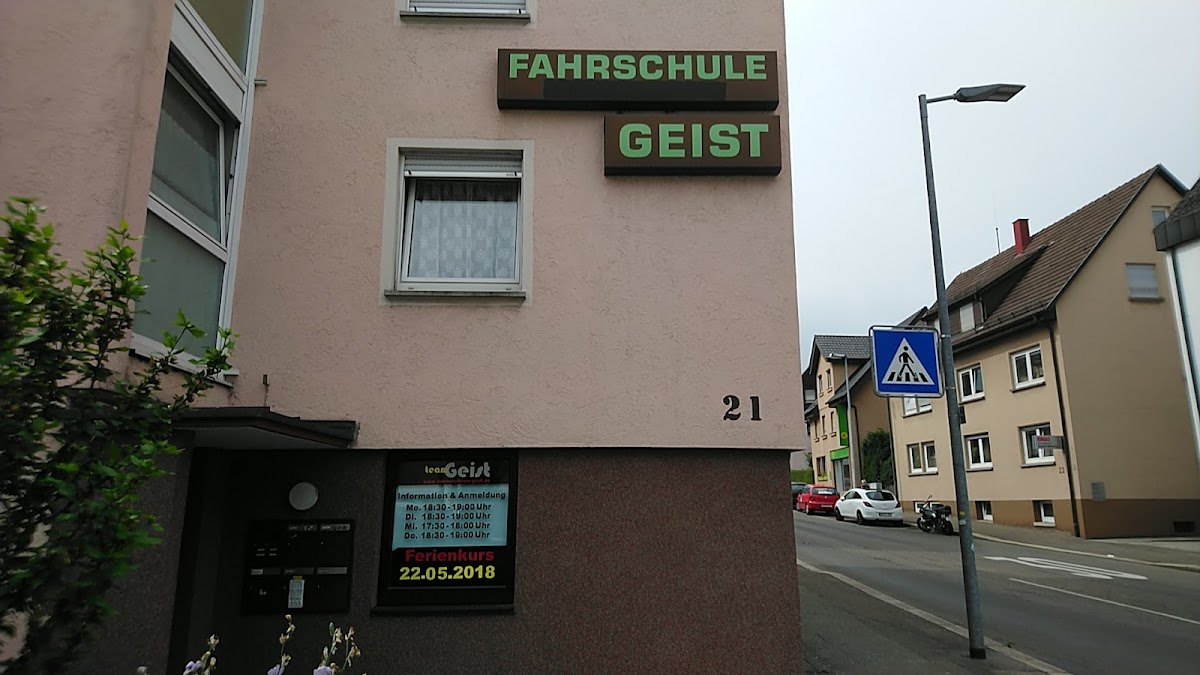 FAHRSCHULE
GEIST
21
team Geist
Information & Anmeldung
Mo. 18:30 - 19:00 Uhr
Di. 18:30 - 19:00 Uhr
Mi. 17:30 - 18:00 Uhr
Do. 18:30 - 19:00 Uhr
Ferienkurs
22.05.2018